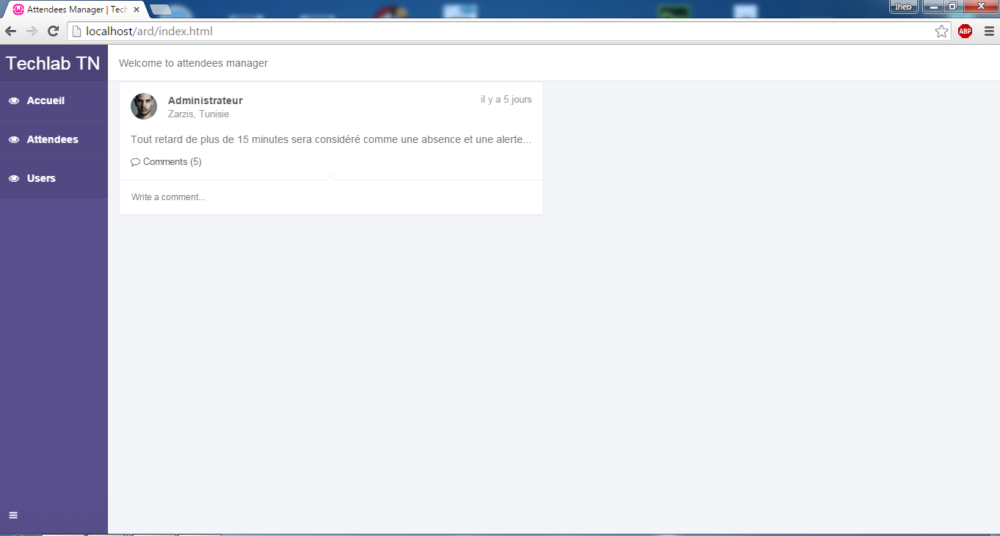 Attendees Manager | Tech
Iheb
localhost/ard/index.html
ABP
Techlab TN
Welcome to attendees manager
Accueil
Attendees
Users
Administrateur
il y a 5 jours
Zarzis, Tunisie
Tout retard de plus de 15 minutes sera considéré comme une absence et une alerte...
Comments (5)
Write a comment...